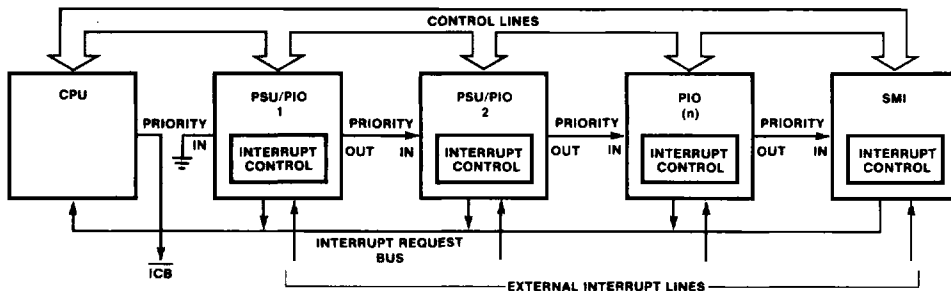 CONTROL LINES
CPU
PSU/PIO
1
PSU/PIO
2
PIO
(n)
SMI
PRIORITY
IN
INTERRUPT
CONTROL
PRIORITY
OUT IN
INTERRUPT
CONTROL
PRIORITY
OUT IN
INTERRUPT
CONTROL
PRIORITY
OUT IN
INTERRUPT
CONTROL
INTERRUPT REQUEST
BUS
ICB
EXTERNAL INTERRUPT LINES